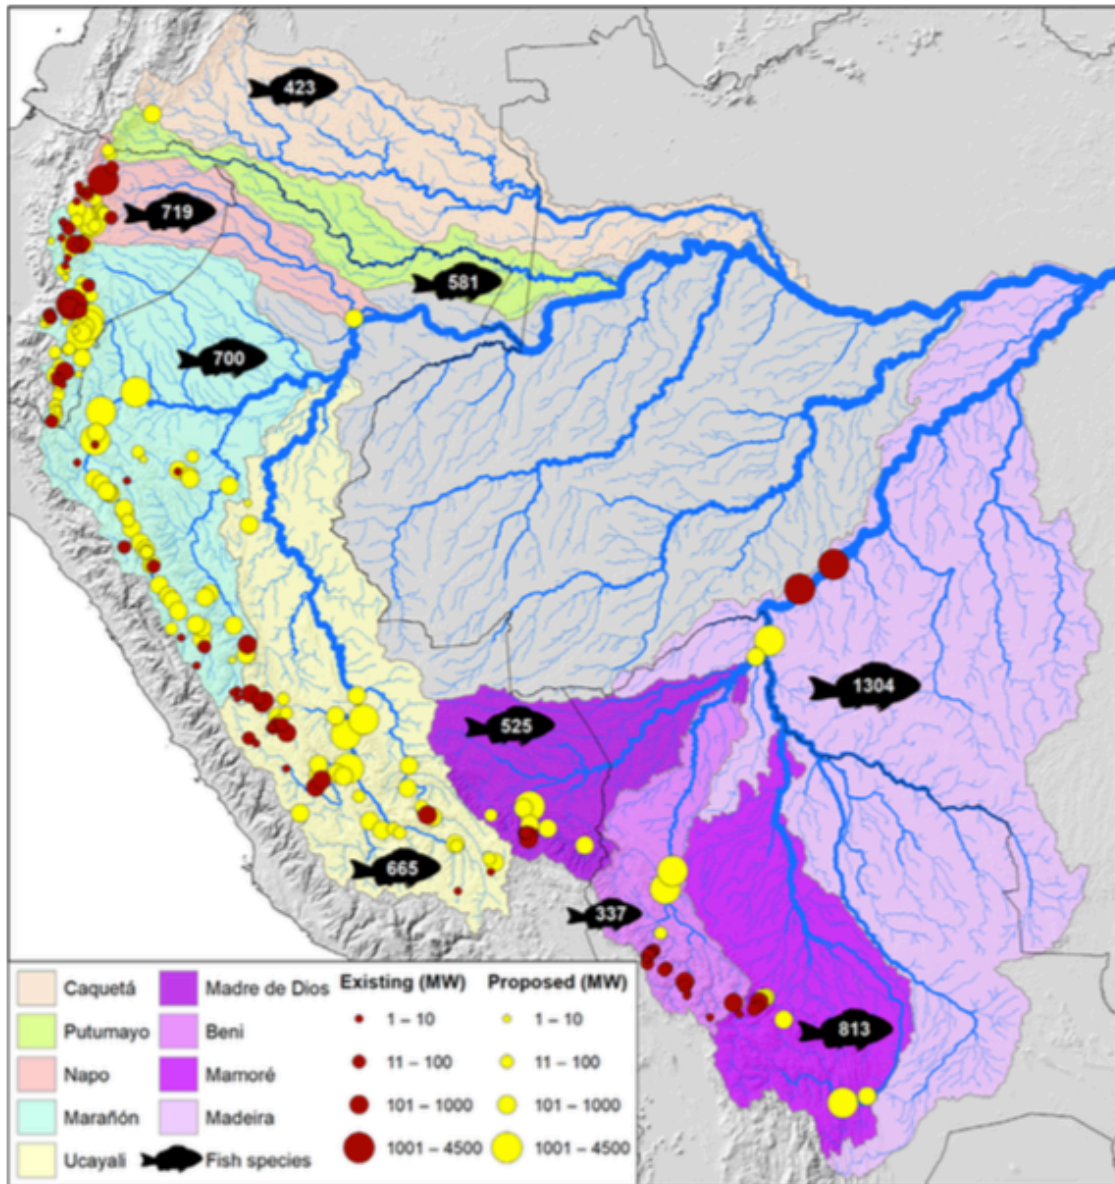 423
719
581
700
1304
525
665
337
813
Caquetá
Putumayo
Napo
Marañón
Ucayali
Madre de Dios
Beni
Mamoré
Madeira
Fish species
Existing (MW)
1 – 10
11 – 100
101 – 1000
1001 – 4500
Proposed (MW)
1 – 10
11 – 100
101 – 1000
1001 – 4500